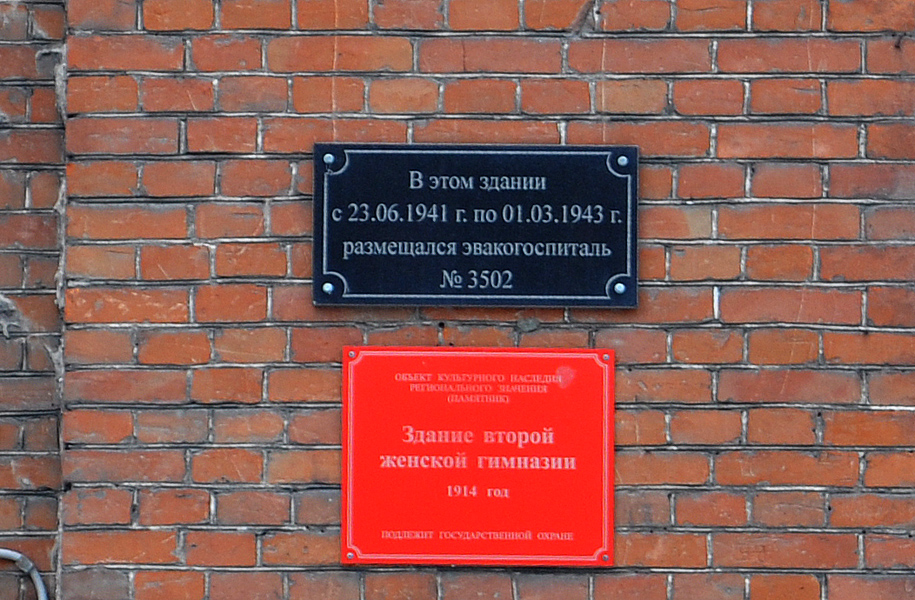 В этом здании
с 23.06.1941 г. по 01.03.1943 г.
размещался эвакогоспиталь
№ 3502
ОБЪЕКТ КУЛЬТУРНОГО НАСЛЕДИЯ
РЕГИОНАЛЬНОГО ЗНАЧЕНИЯ
(ПАМЯТНИК)
Здание второй
женской гимназии
1914 год
ПОДЛЕЖИТ ГОСУДАРСТВЕННОЙ ОХРАНЕ